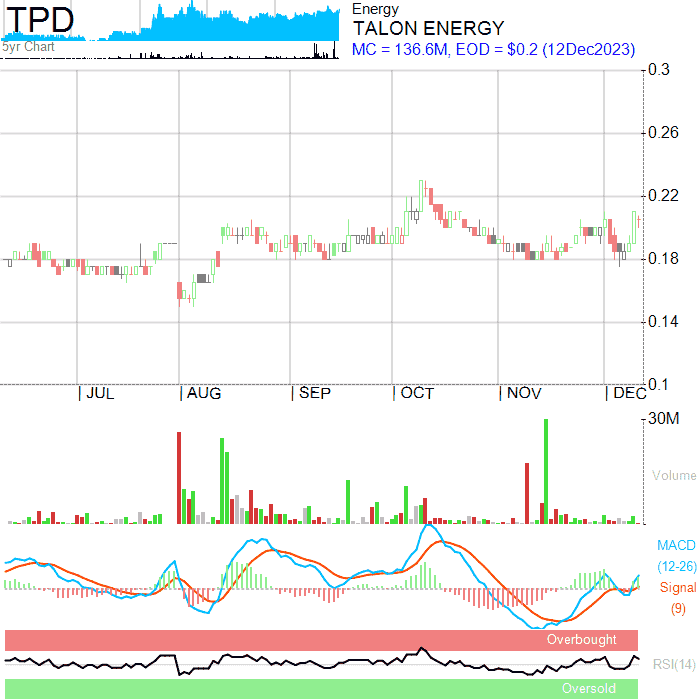 TPD
5yr Chart
Energy
TALON ENERGY
MC = 136.6M, EOD = $0.2 (12Dec2023)
0.3
0.26
0.22
0.18
0.14
0.1
| JUL | AUG | SEP | OCT | NOV | DEC
30M
Volume
MACD
(12-26)
Signal
(9)
Overbought
RSI(14)
Oversold